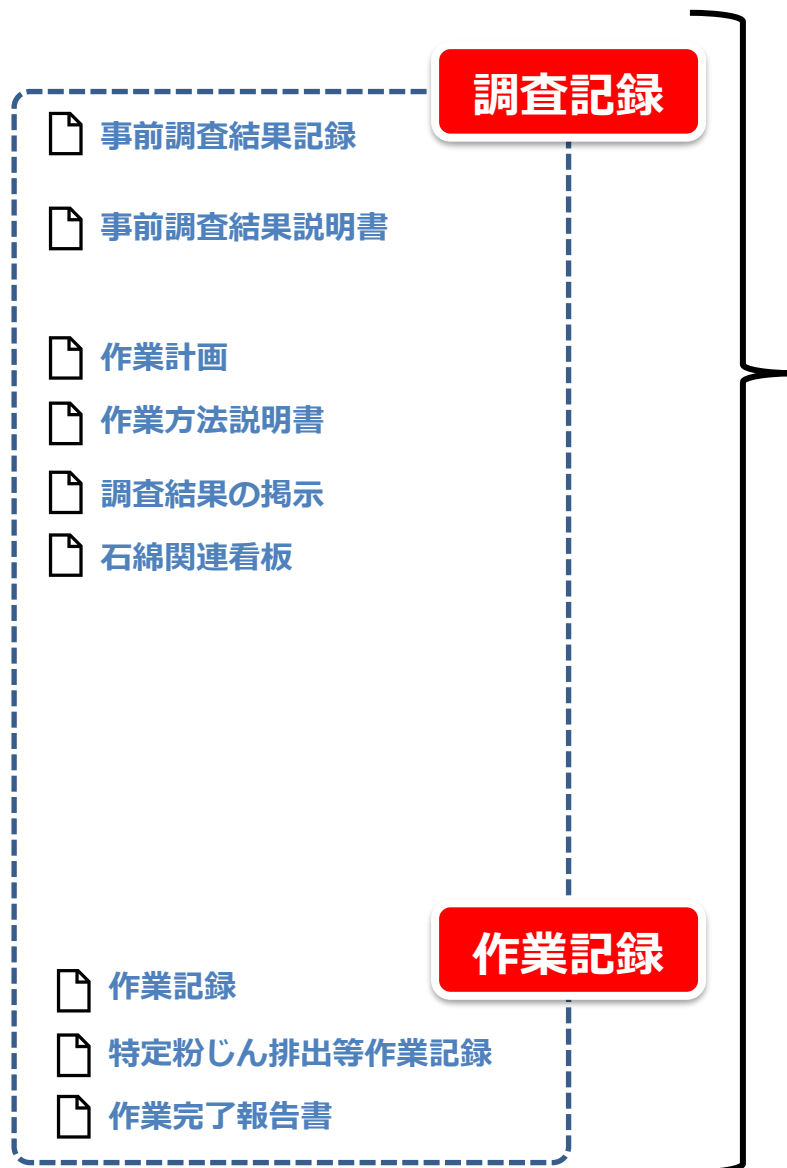 調査記録
事前調査結果記録
事前調査結果説明書
作業計画
作業方法説明書
調査結果の掲示
石綿関連看板
作業記録
作業記録
特定粉じん排出等作業記録
作業完了報告書